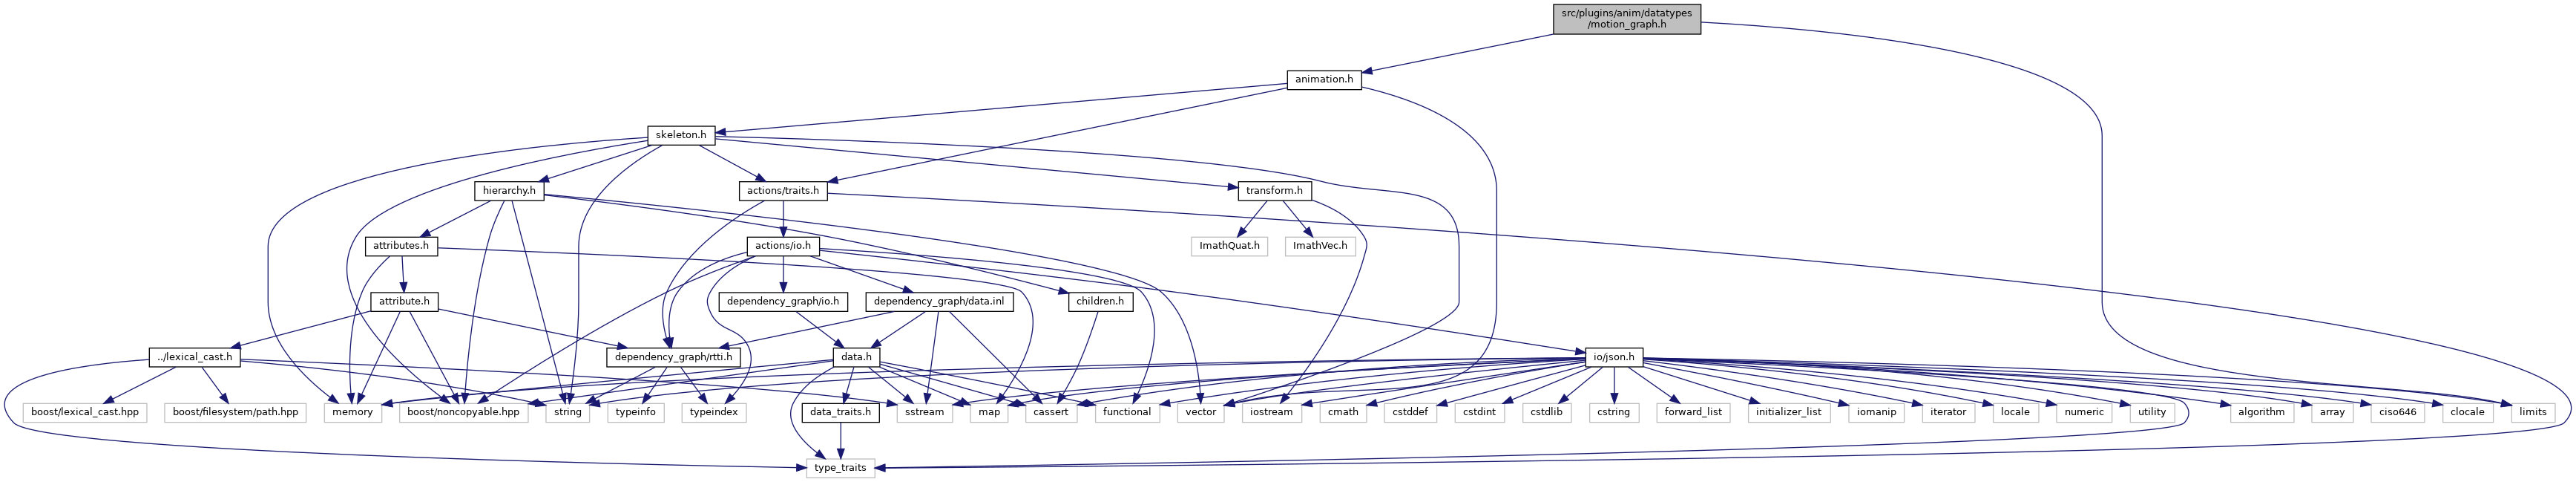 src/plugins/anim/datatypes
/motion_graph.h
animation.h
skeleton.h
hierarchy.h
actions/traits.h
transform.h
attributes.h
actions/io.h
ImathQuat.h
ImathVec.h
attribute.h
dependency_graph/io.h
dependency_graph/data.inl
children.h
../lexical_cast.h
dependency_graph/rtti.h
data.h
io/json.h
boost/lexical_cast.hpp
boost/filesystem/path.hpp
memory
boost/noncopyable.hpp
string
typeinfo
typeindex
data_traits.h
sstream
map
cassert
functional
vector
iostream
cmath
cstddef
cstdint
cstdlib
cstring
forward_list
initializer_list
iomanip
iterator
locale
numeric
utility
algorithm
array
ciso646
clocale
limits
type_traits